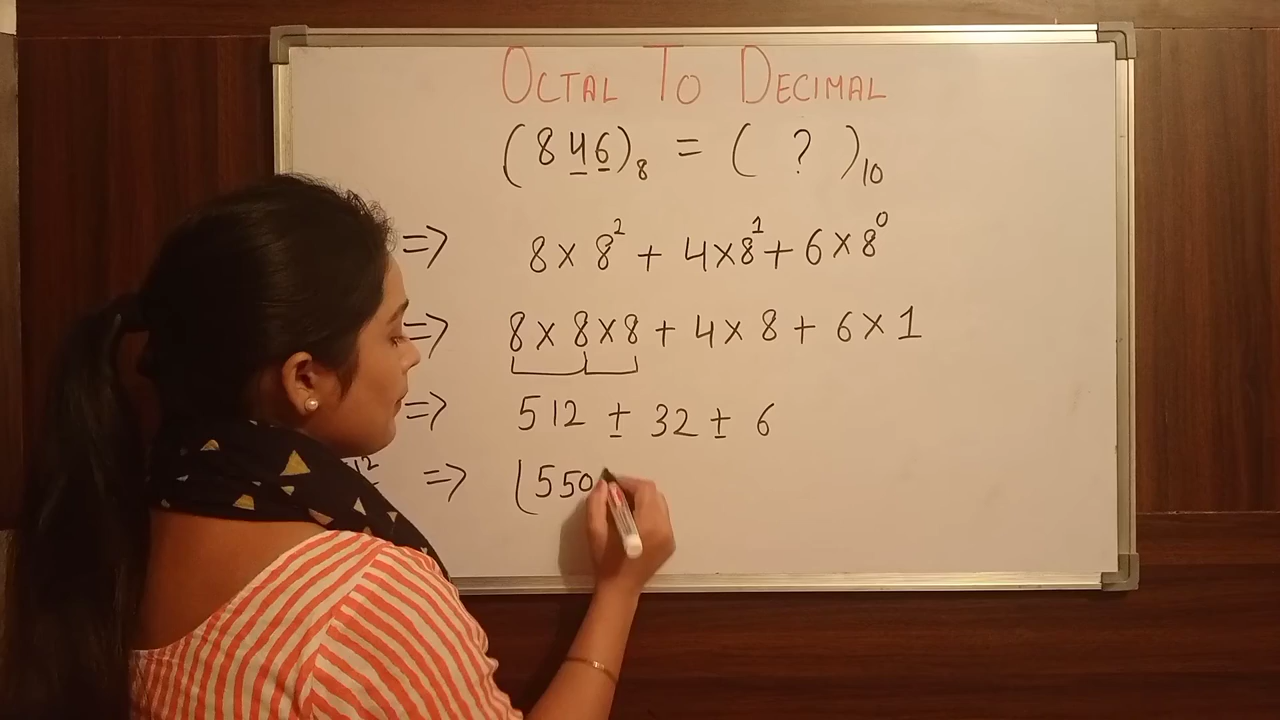 OCTAL TO DECIMAL
(846)₈ = ( ? )₁₀
=> 8 × 8² + 4×8¹ + 6×8⁰
=> 8 × 8×8 + 4×8 + 6×1
=> 512 ± 32 ± 6
=> (550